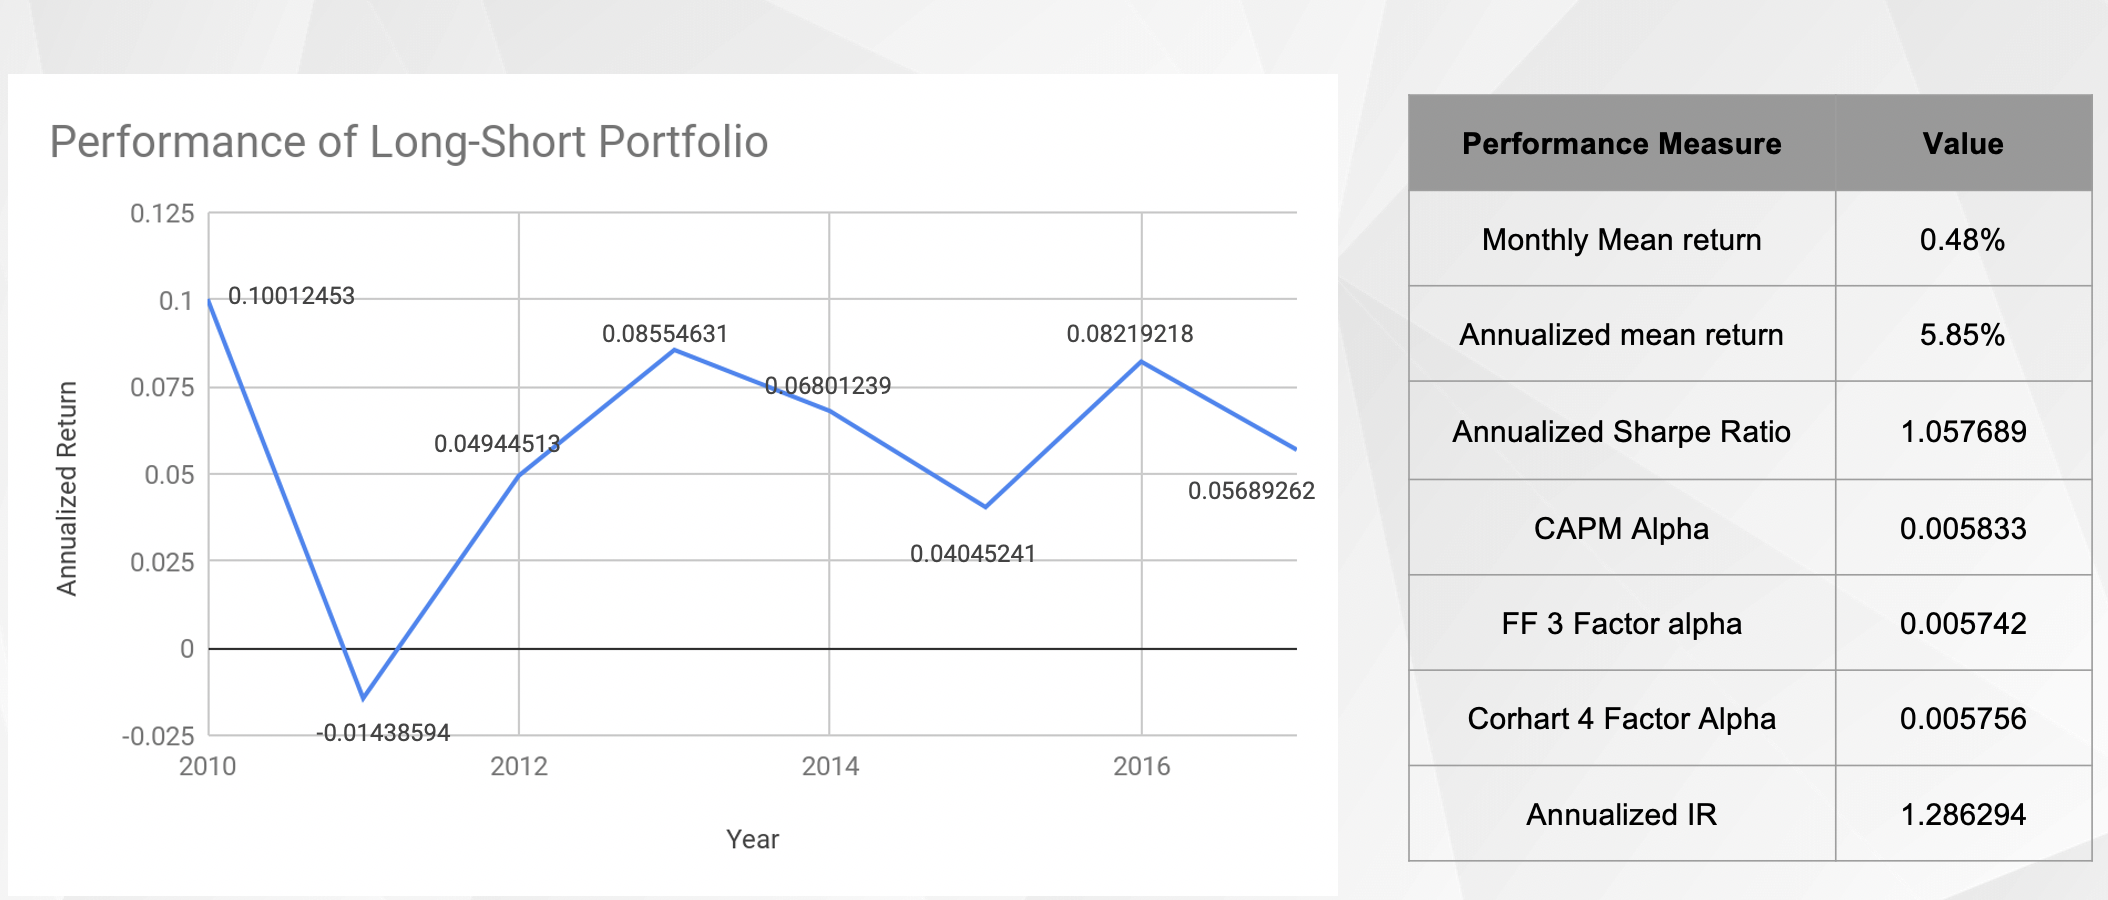 Performance of Long-Short Portfolio
Annualized Return
0.125
0.1
0.075
0.05
0.025
0
-0.025
0.10012453
-0.01438594
0.04944513
0.08554631
0.06801239
0.04045241
0.08219218
0.05689262
2010 2012 2014 2016
Year
Performance Measure Value
Monthly Mean return 0.48%
Annualized mean return 5.85%
Annualized Sharpe Ratio 1.057689
CAPM Alpha 0.005833
FF 3 Factor alpha 0.005742
Corhart 4 Factor Alpha 0.005756
Annualized IR 1.286294